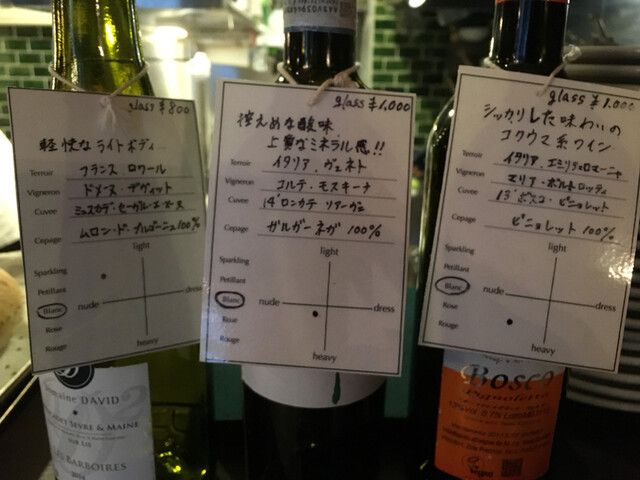 glass ¥800
軽快なライトボディ
Terroir フランス ロワール
Vigneron ドメーヌ・デヴィット
Cuvee ミュスカデ・セーヴル・エ・メーヌ
Cepage ムロン・ド・ブルゴーニュ100%
light
Sparkling
Petillant
Blanc
nude
dress
Rose
Rouge
heavy
Domaine DAVID
SEVRE & MAINE
SUR LIE
BARBOIRES
glass ¥1,000
控えめな酸味
上質なミネラル感!!
Terroir イタリア.ヴェネト
Vigneron コルテ・モスキーナ
Cuvee 14'ロンカテ リアーヴェ
Cepage ガルガーネガ 100%
light
Sparkling
Petillant
Blanc
nude
dress
Rose
Rouge
heavy
glass ¥1.000
シッカリした味わいの
コクウマ系ワイン
Terroir イタリア.エミリアロマーニャ
Vigneron マリア・ボルトロッティ
Cuvee 13'ボスコ・ピニョレット
Cepage ピニョレット 100%
light
Sparkling
Petillant
Blanc
nude
dress
Rose
Rouge
heavy
Bosco
Pignoletto